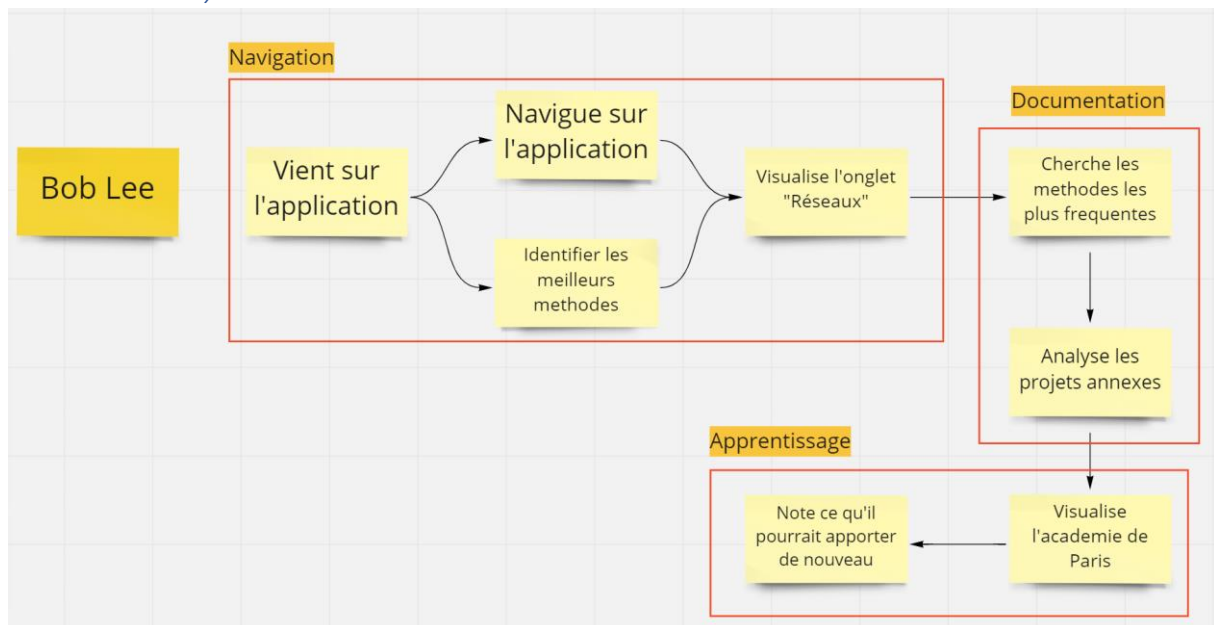 Bob Lee
Navigation
Vient sur
l'application
Navigue sur
l'application
Identifier les
meilleurs
methodes
Visualise l'onglet
"Réseaux"
Documentation
Cherche les
methodes les
plus frequentes
Analyse les
projets annexes
Apprentissage
Visualise
l'academie de
Paris
Note ce qu'il
pourrait apporter
de nouveau